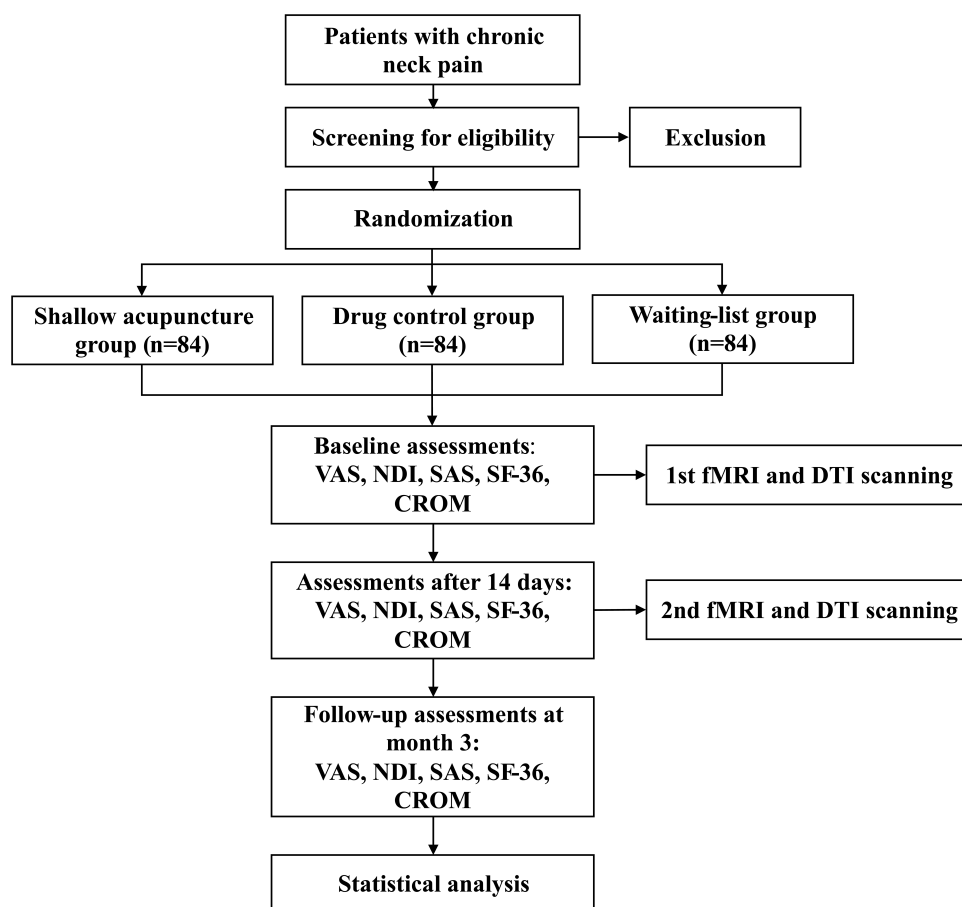 Patients with chronic
neck pain
Screening for eligibility
Exclusion
Randomization
Shallow acupuncture
group (n=84)
Drug control group
(n=84)
Waiting-list group
(n=84)
Baseline assessments:
VAS, NDI, SAS, SF-36,
CROM
1st fMRI and DTI scanning
Assessments after 14 days:
VAS, NDI, SAS, SF-36,
CROM
2nd fMRI and DTI scanning
Follow-up assessments at
month 3:
VAS, NDI, SAS, SF-36,
CROM
Statistical analysis